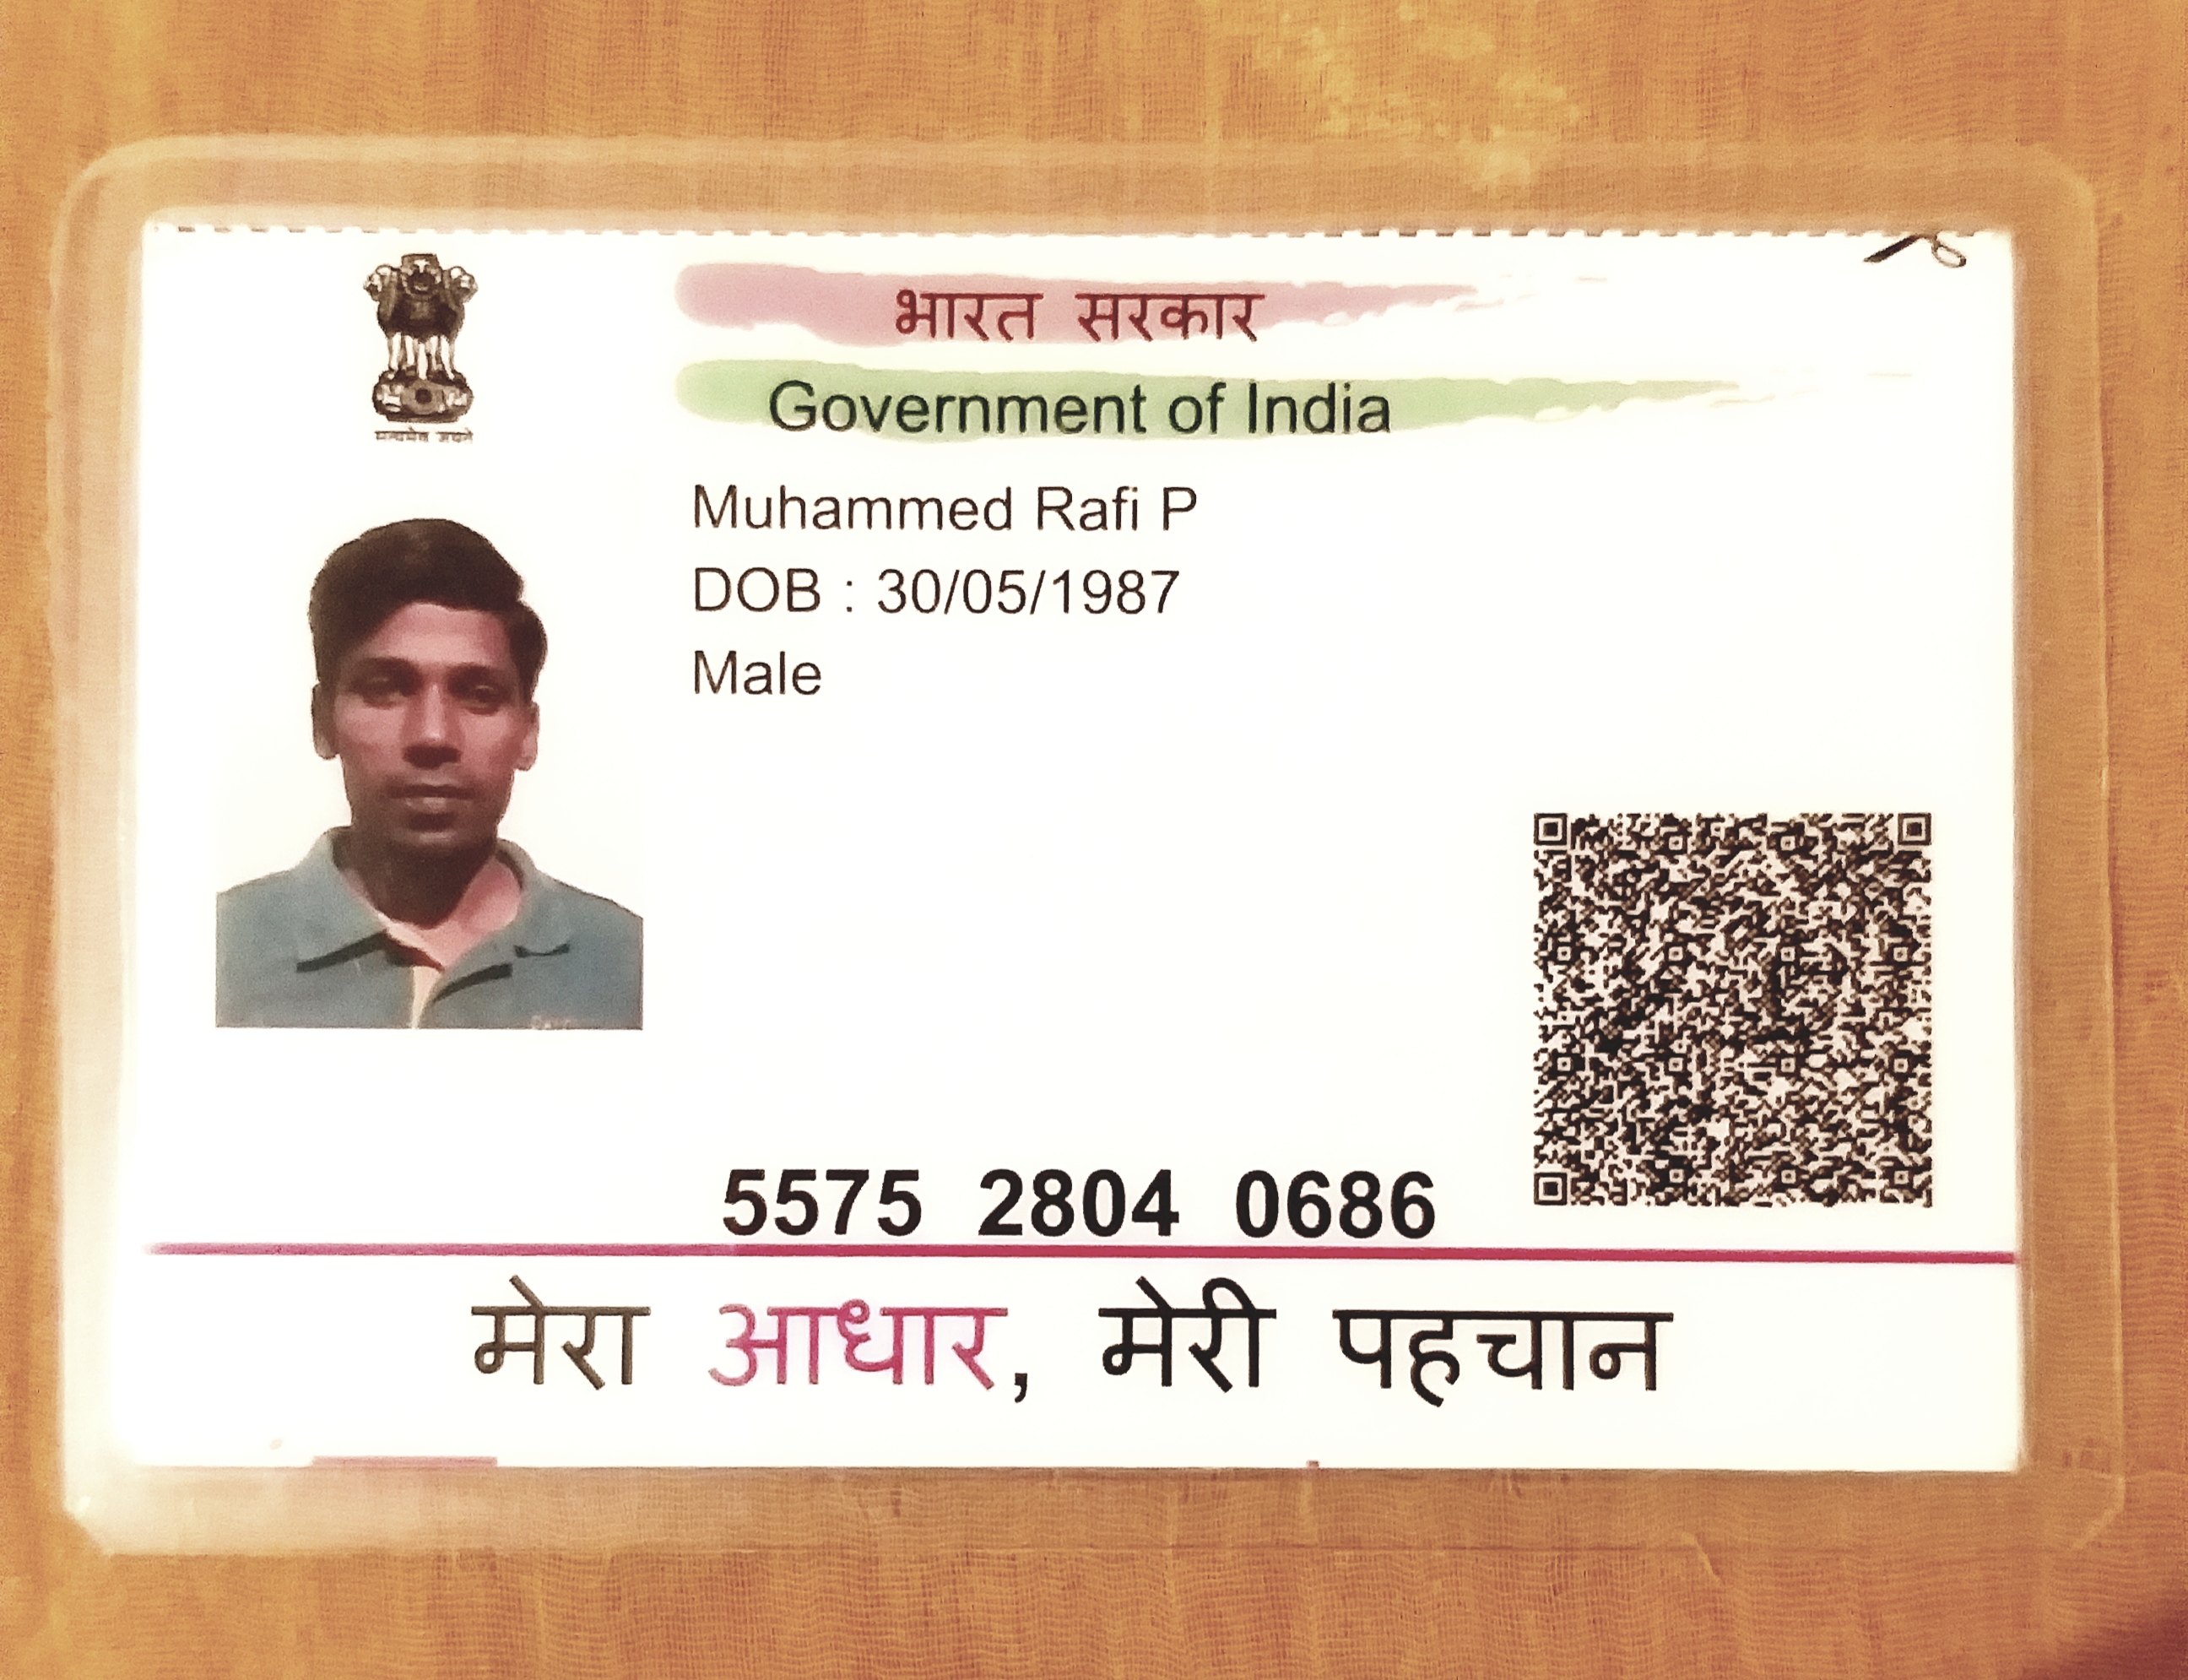 सत्यमेव जयते
भारत सरकार
Government of India
Muhammed Rafi P
DOB : 30/05/1987
Male
5575 2804 0686
मेरा आधार, मेरी पहचान